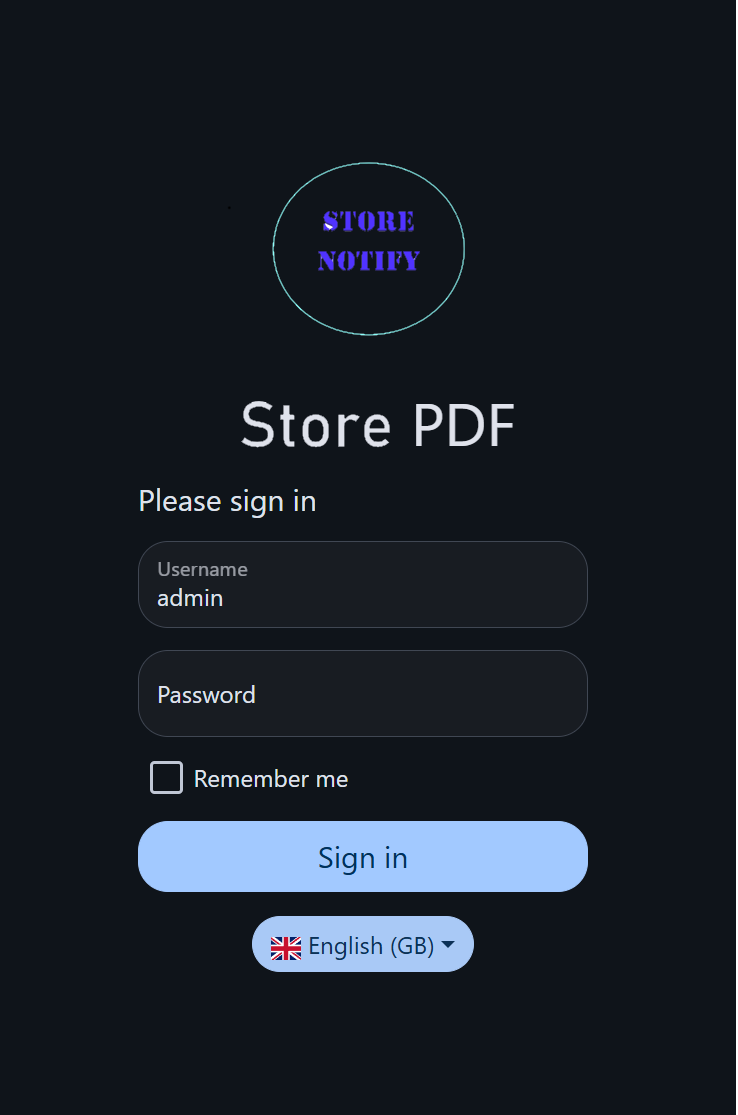 STORE
NOTIFY
Store PDF
Please sign in
Username
admin
Password
Remember me
Sign in
English (GB)